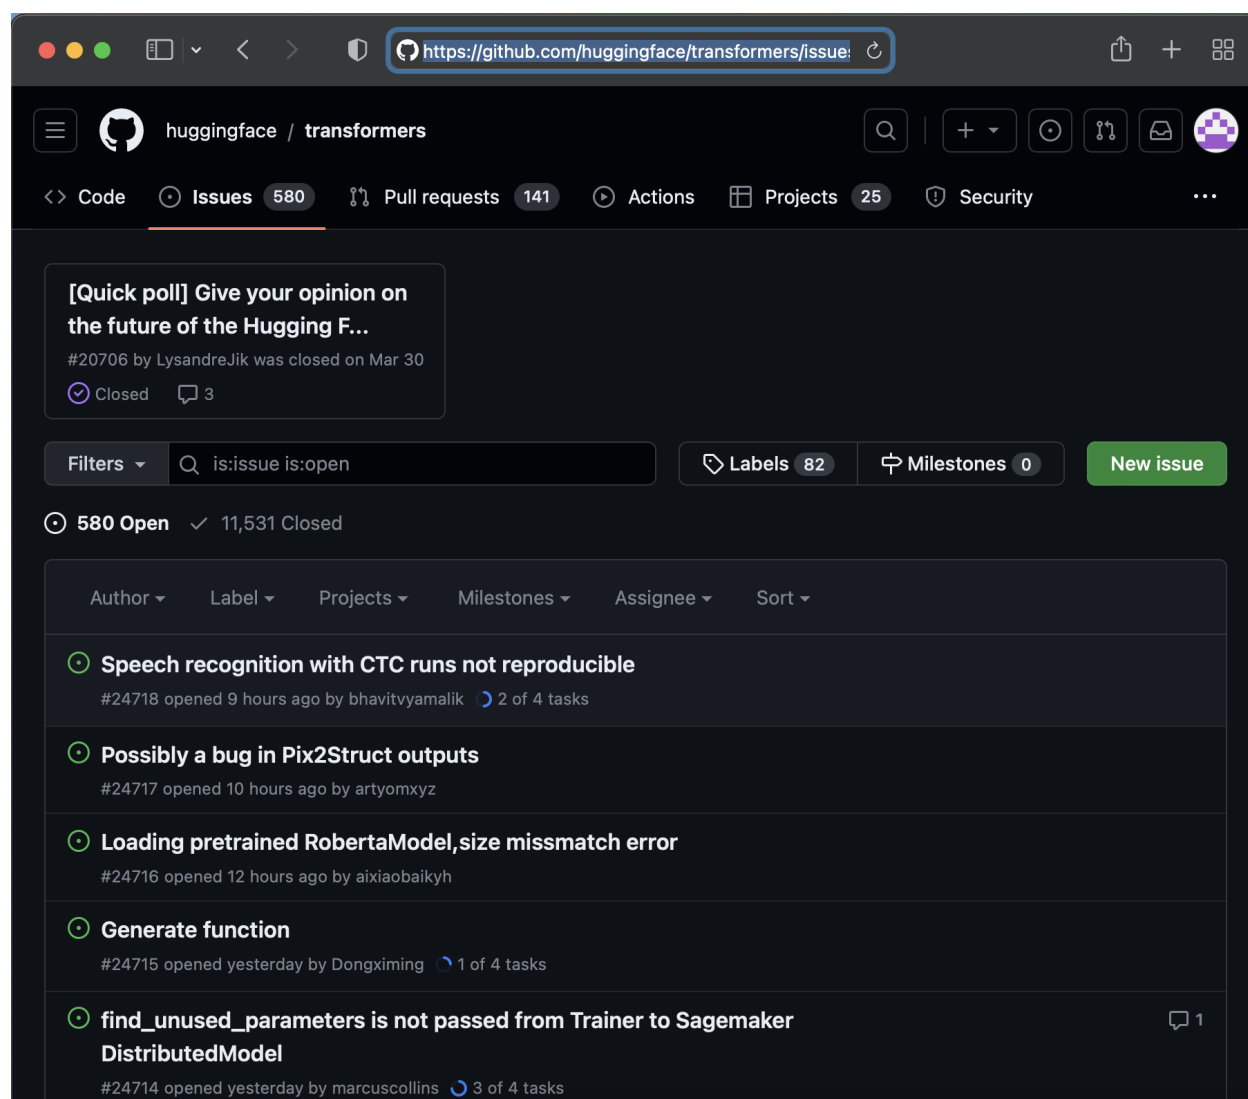 https://github.com/huggingface/transformers/issues
huggingface / transformers
Code Issues 580 Pull requests 141 Actions Projects 25 Security
[Quick poll] Give your opinion on
the future of the Hugging F...
#20706 by LysandreJik was closed on Mar 30
Closed 3
Filters is:issue is:open Labels 82 Milestones 0 New issue
580 Open 11,531 Closed
Author Label Projects Milestones Assignee Sort
Speech recognition with CTC runs not reproducible
#24718 opened 9 hours ago by bhavitvyamalik 2 of 4 tasks
Possibly a bug in Pix2Struct outputs
#24717 opened 10 hours ago by artyomxyz
Loading pretrained RobertaModel,size missmatch error
#24716 opened 12 hours ago by aixiaobaikyh
Generate function
#24715 opened yesterday by Dongximing 1 of 4 tasks
find_unused_parameters is not passed from Trainer to Sagemaker 1
DistributedModel
#24714 opened yesterday by marcuscollins 3 of 4 tasks